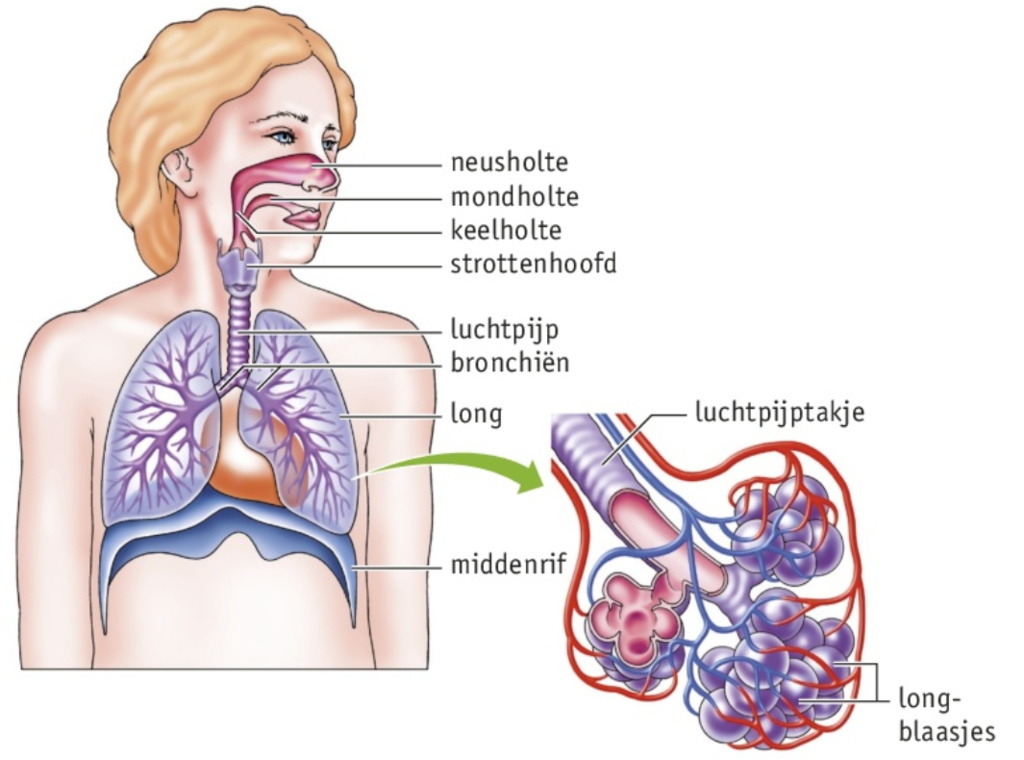 neusholte
mondholte
keelholte
strottenhoofd
luchtpijp
bronchiën
long
luchtpijptakje
middenrif
long-
blaasjes